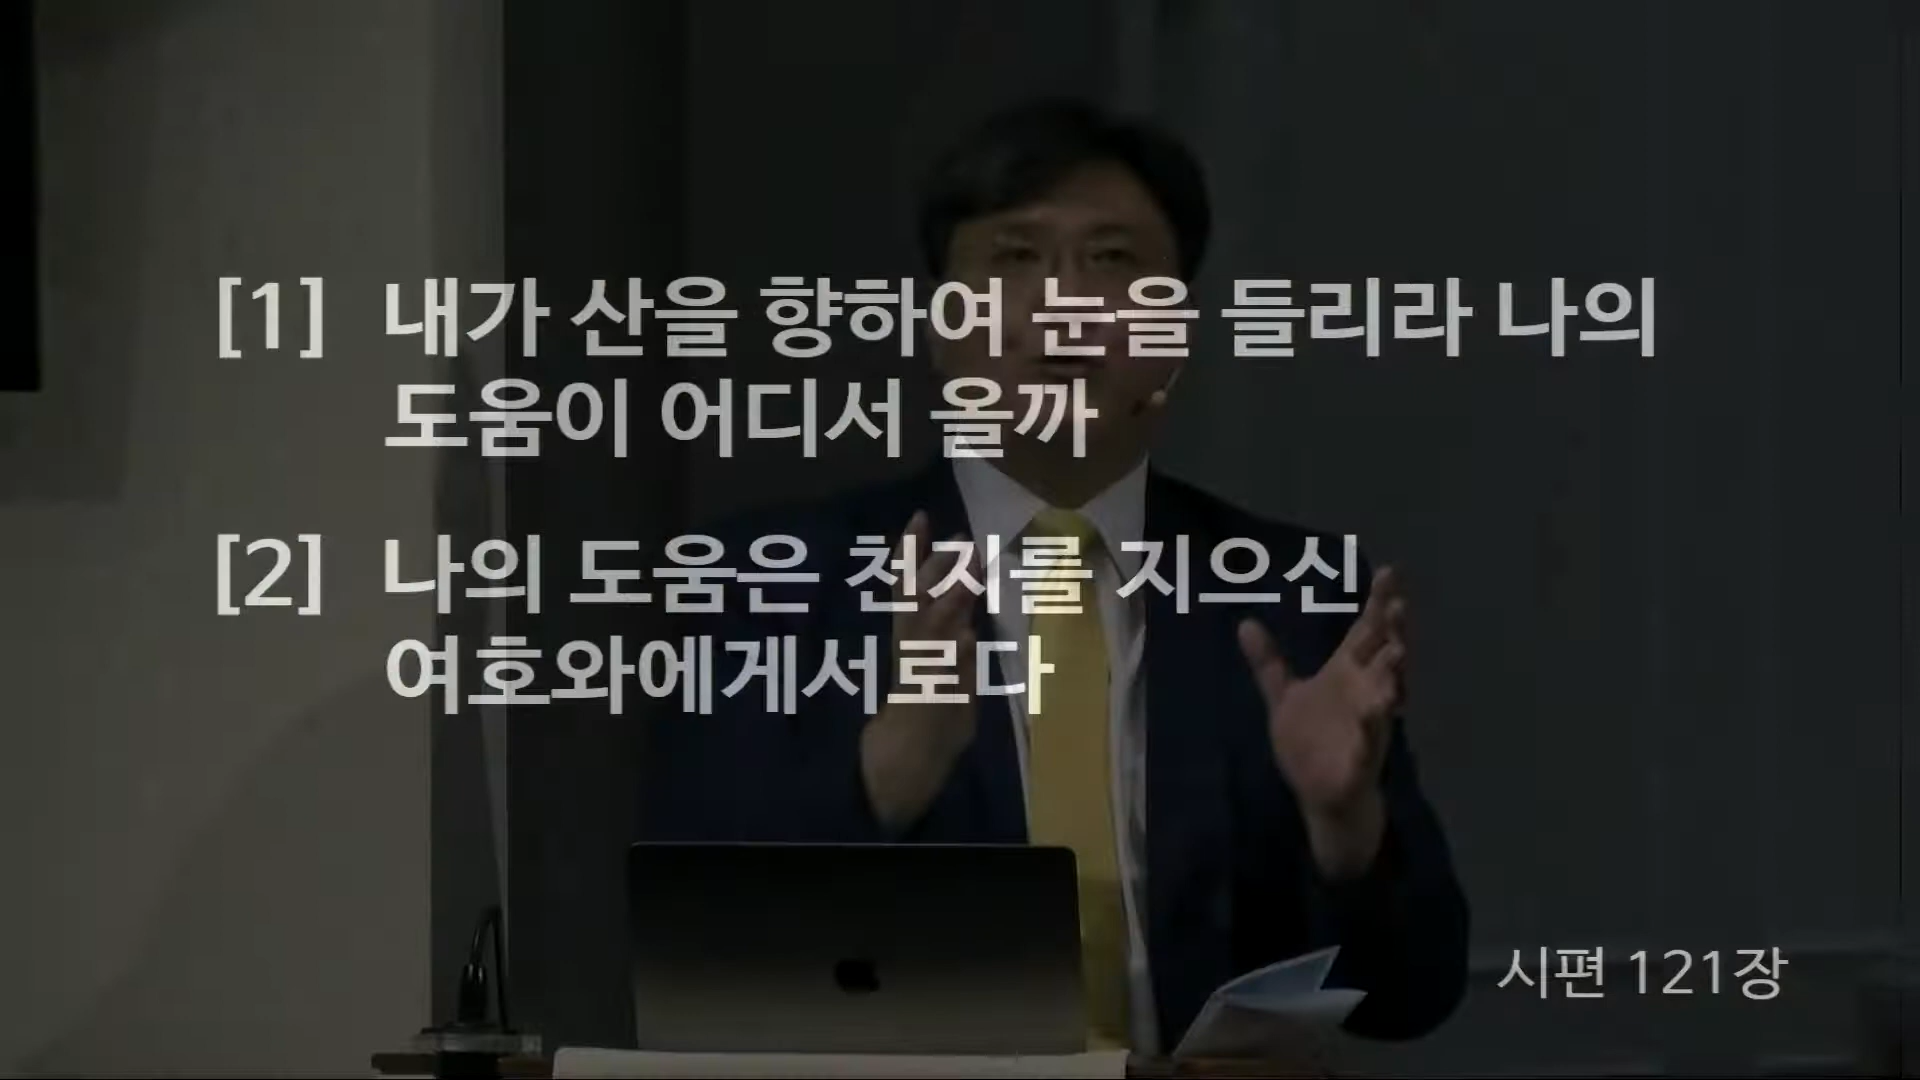 [1] 내가 산을 향하여 눈을 들리라 나의
도움이 어디서 올까
[2] 나의 도움은 천지를 지으신
여호와에게서로다
시편 121장